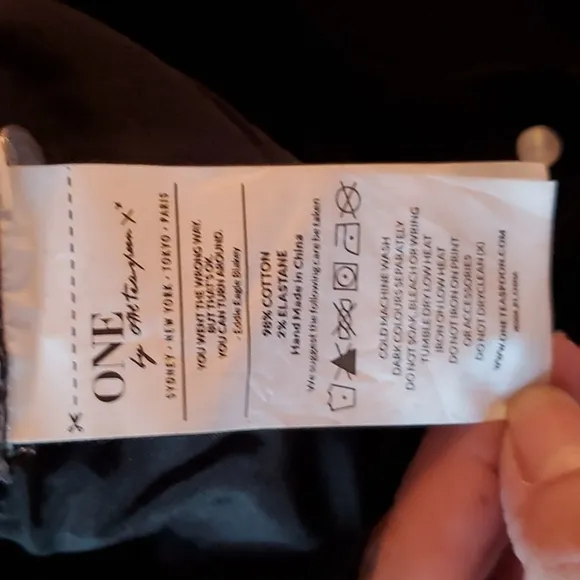 ONE
by OneTeaspoon X"
SYDNEY · NEW YORK · TOKYO · PARIS
YOU WENT THE WRONG WAY.
BUT THAT'S OK.
YOU CAN TURN AROUND.
- Eddie Eagle Blakey
98% COTTON
2% ELASTANE
Hand Made in China
We suggest the following care be taken
COLD MACHINE WASH
DARK COLOURS SEPARATELY
DO NOT SOAK, BLEACH OR WRING
TUMBLE DRY LOW HEAT
IRON ON LOW HEAT
DO NOT IRON ON PRINT
OR ACCESSORIES
DO NOT DRYCLEAN (X)
WWW.ONETEASPOON.COM